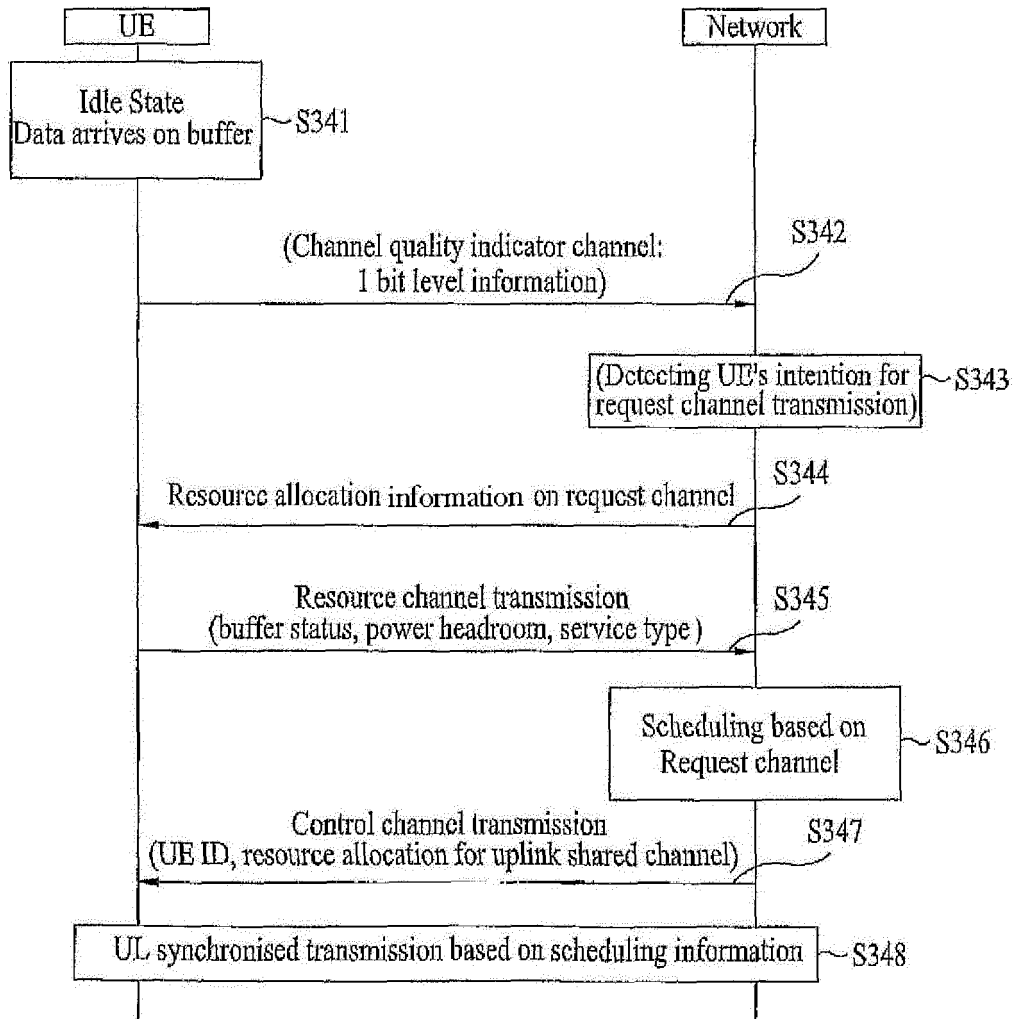 UE
Network
Idle State
Data arrives on buffer
S341
(Channel quality indicator channel:
1 bit level information)
S342
(Detecting UE's intention for
request channel transmission)
S343
Resource allocation information on request channel
S344
Resource channel transmission
(buffer status, power headroom, service type )
S345
Scheduling based on
Request channel
S346
Control channel transmission
(UE ID, resource allocation for uplink shared channel)
S347
UL synchronised transmission based on scheduling information
S348